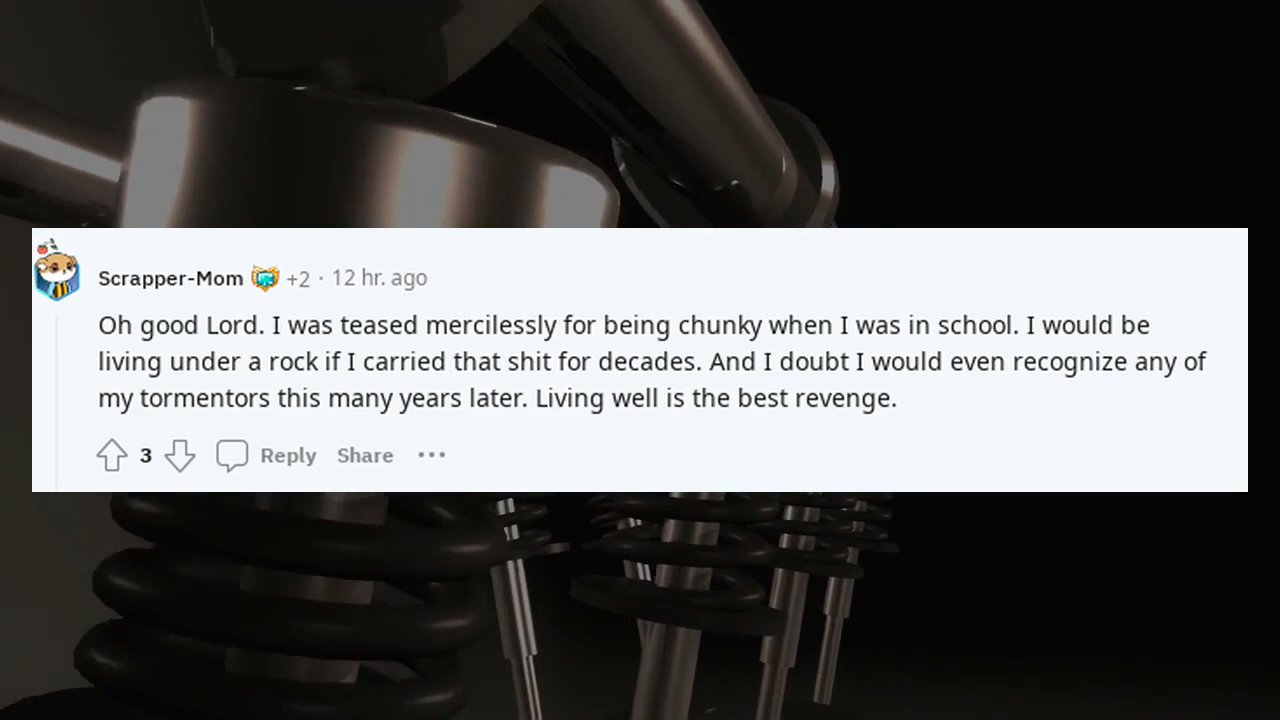 Scrapper-Mom +2 · 12 hr. ago
Oh good Lord. I was teased mercilessly for being chunky when I was in school. I would be
living under a rock if I carried that shit for decades. And I doubt I would even recognize any of
my tormentors this many years later. Living well is the best revenge.
3 Reply Share ···